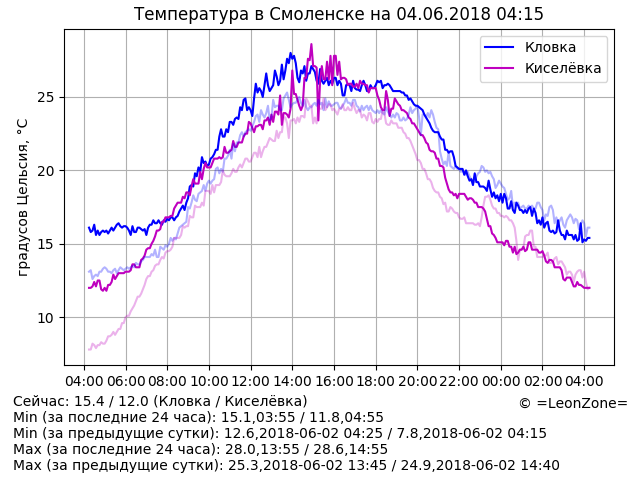 Температура в Смоленске на 04.06.2018 04:15
Кловка
Киселёвка
градусов Цельсия, °C
25
20
15
10
04:00 06:00 08:00 10:00 12:00 14:00 16:00 18:00 20:00 22:00 00:00 02:00 04:00
Сейчас: 15.4 / 12.0 (Кловка / Киселёвка)
© =LeonZone=
Min (за последние 24 часа): 15.1,03:55 / 11.8,04:55
Min (за предыдущие сутки): 12.6,2018-06-02 04:25 / 7.8,2018-06-02 04:15
Max (за последние 24 часа): 28.0,13:55 / 28.6,14:55
Max (за предыдущие сутки): 25.3,2018-06-02 13:45 / 24.9,2018-06-02 14:40